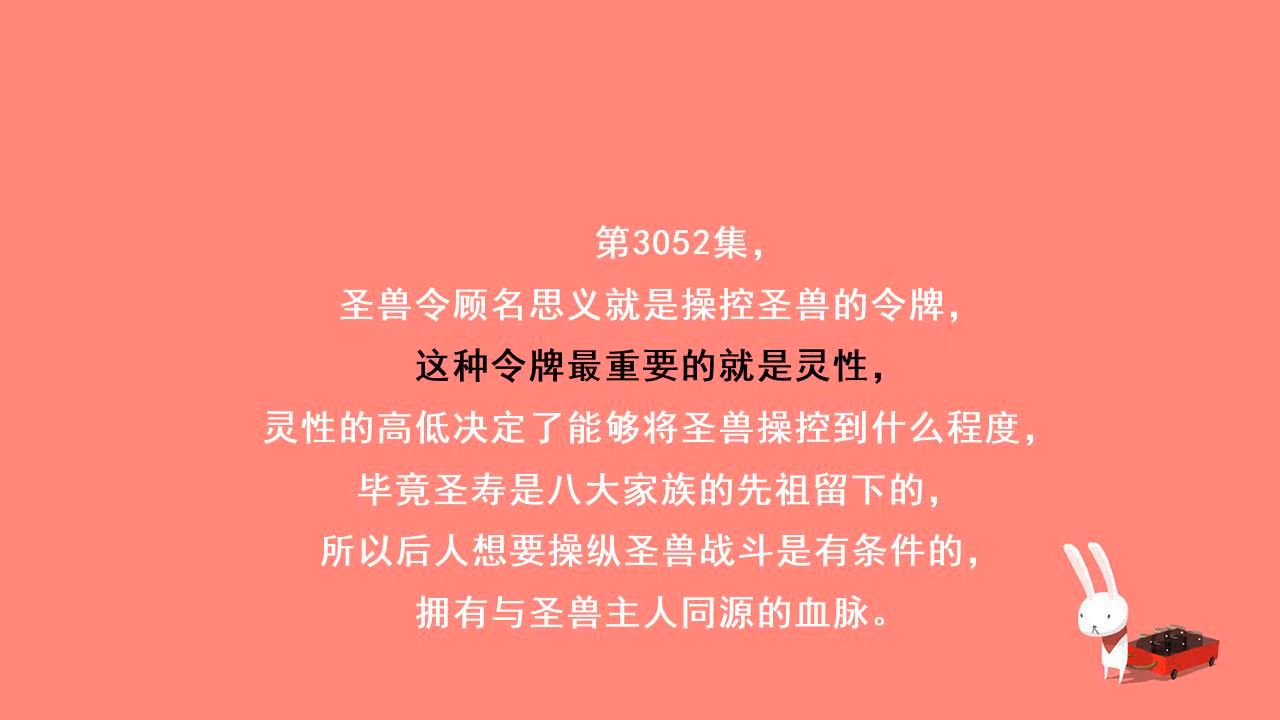 第3052集，
圣兽令顾名思义就是操控圣兽的令牌，
这种令牌最重要的就是灵性，
灵性的高低决定了能够将圣兽操控到什么程度，
毕竟圣寿是八大家族的先祖留下的，
所以后人想要操纵圣兽战斗是有条件的，
拥有与圣兽主人同源的血脉。